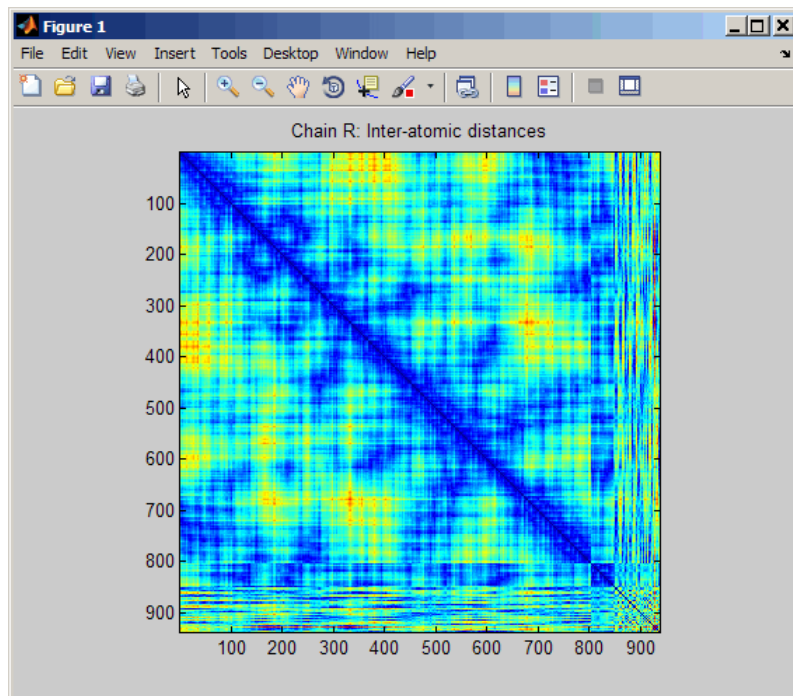 Figure 1
File Edit View Insert Tools Desktop Window Help
Chain R: Inter-atomic distances
100
200
300
400
500
600
700
800
900
100 200 300 400 500 600 700 800 900